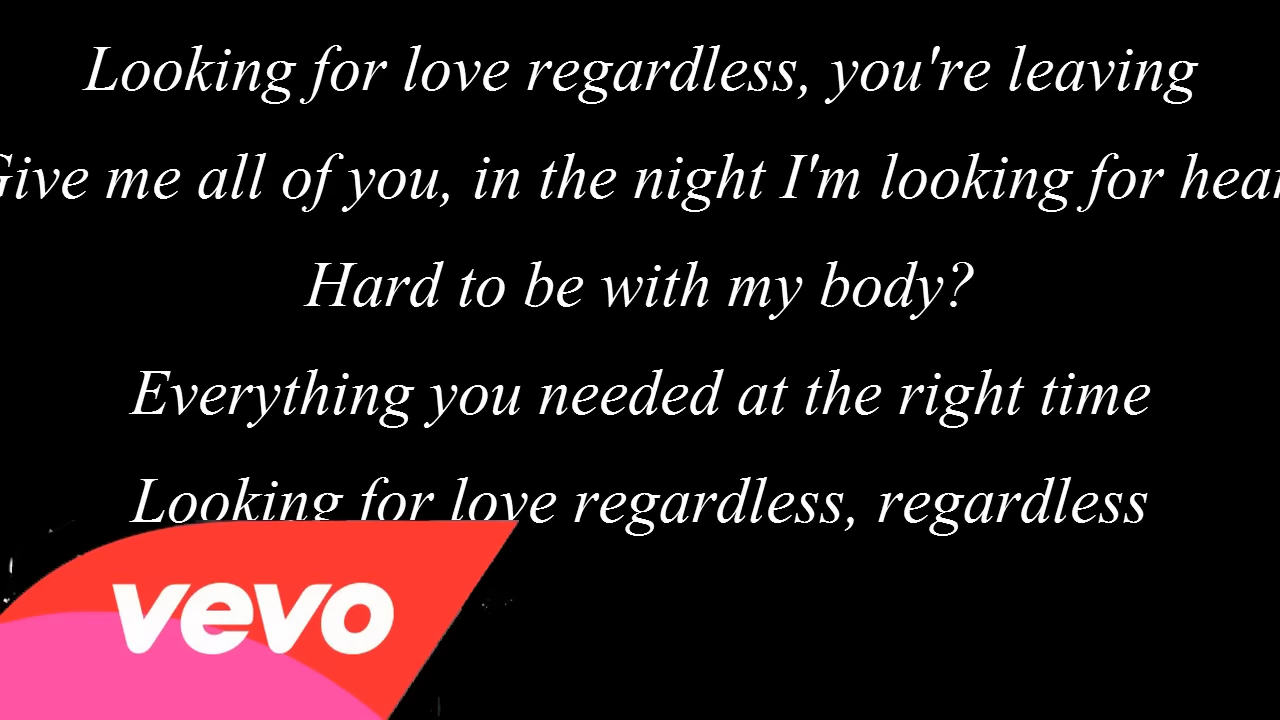 Looking for love regardless, you're leaving
Give me all of you, in the night I'm looking for
Hard to be with my body?
Everything you needed at the right time
Looking for love regardless, regardless
vevo